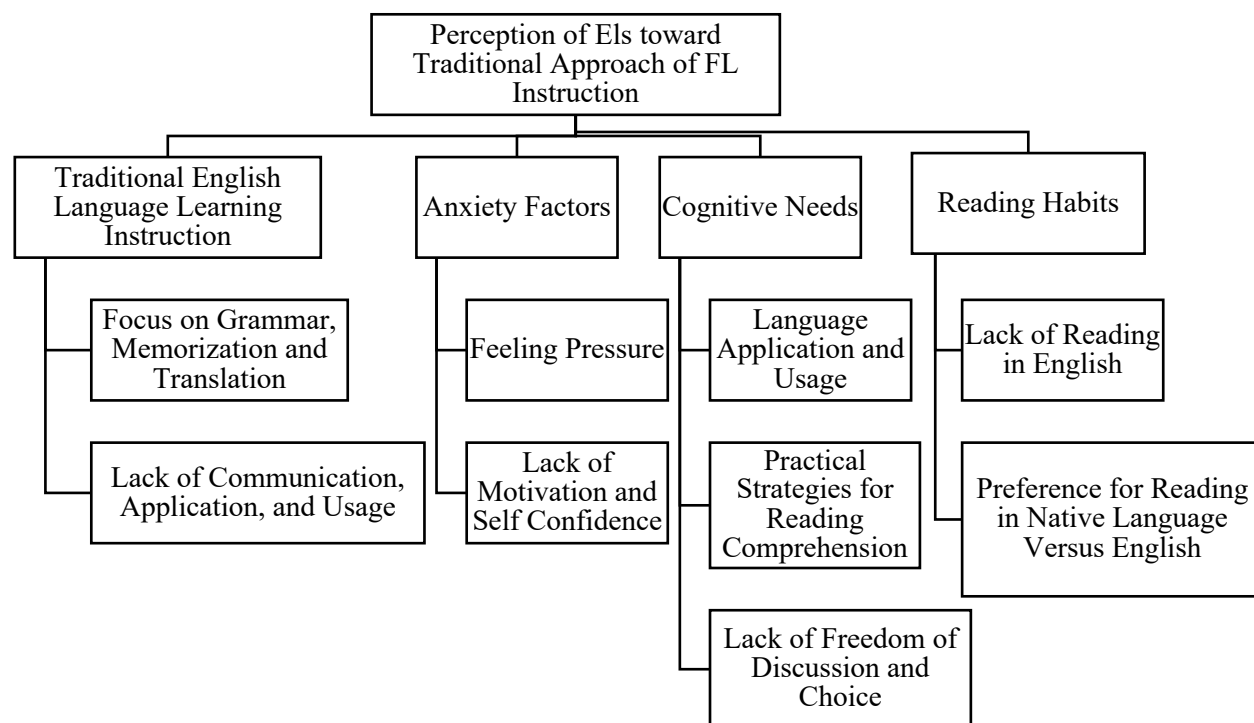 Perception of Els toward
Traditional Approach of FL
Instruction
Traditional English
Language Learning
Instruction
Anxiety Factors
Cognitive Needs
Reading Habits
Focus on Grammar,
Memorization and
Translation
Lack of Communication,
Application, and Usage
Feeling Pressure
Lack of
Motivation and
Self Confidence
Language
Application and
Usage
Practical
Strategies for
Reading
Comprehension
Lack of Freedom of
Discussion and
Choice
Lack of Reading
in English
Preference for Reading
in Native Language
Versus English